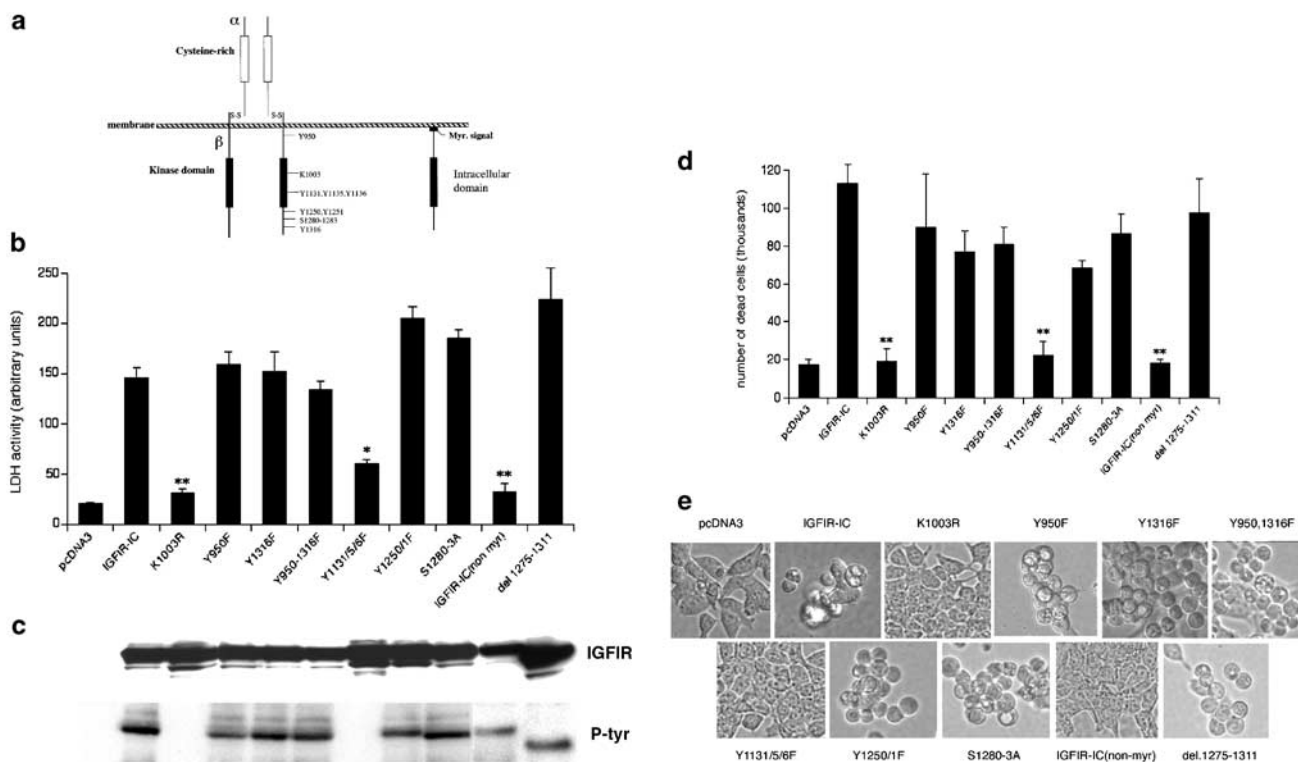 a
α
Cysteine-rich
S-S
S-S
membrane
β
Y950
Myr. signal
Kinase domain
K1003
Intracellular
domain
Y1131,Y1135,Y1136
Y1250,Y1251
S1280-1283
Y1316
b
LDH activity (arbitrary units)
250
200
150
100
50
0
**
*
**
pcDNA3
IGFIR-IC
K1003R
Y950F
Y1316F
Y950-1316F
Y1131/5/6F
Y1250/1F
S1280-3A
IGFIR-IC(non myr)
del 1275-1311
c
IGFIR
P-tyr
d
number of dead cells (thousands)
120
100
80
60
40
20
0
**
**
**
pcDNA3
IGFIR-IC
K1003R
Y950F
Y1316F
Y950-1316F
Y1131/5/6F
Y1250/1F
S1280-3A
IGFIR-IC(non myr)
del 1275-1311
e
pcDNA3 IGFIR-IC K1003R Y950F Y1316F Y950,1316F
Y1131/5/6F Y1250/1F S1280-3A IGFIR-IC(non-myr) del.1275-1311